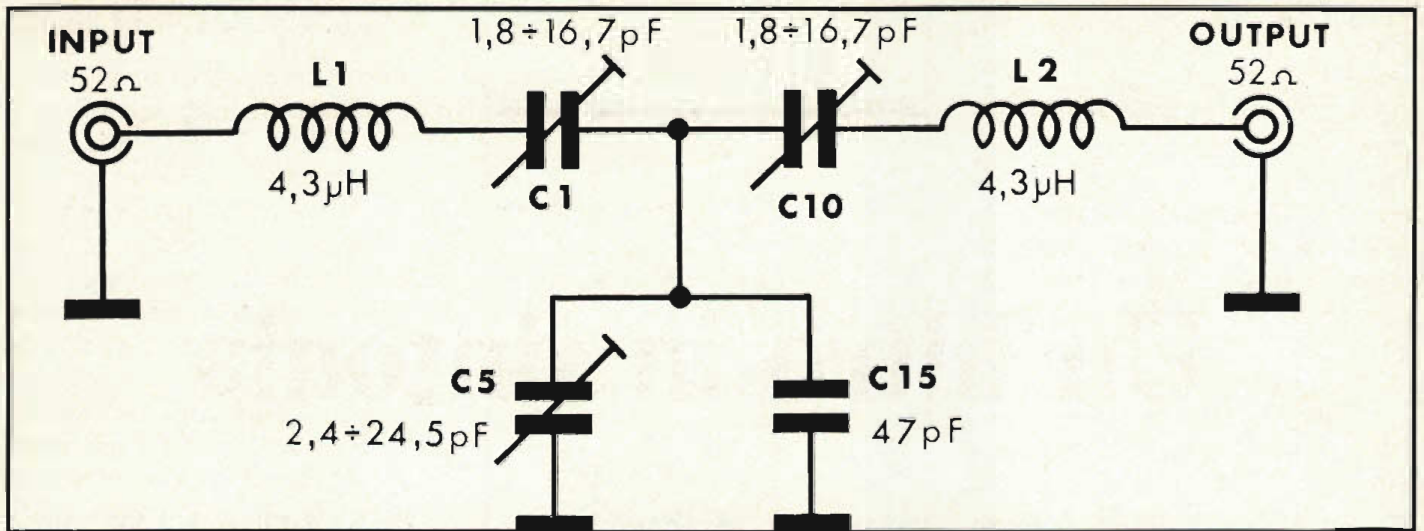 INPUT
52Ω
L1
4,3µH
1,8÷16,7pF
C1
1,8÷16,7pF
C10
L2
4,3µH
OUTPUT
52Ω
C5
2,4÷24,5pF
C15
47pF